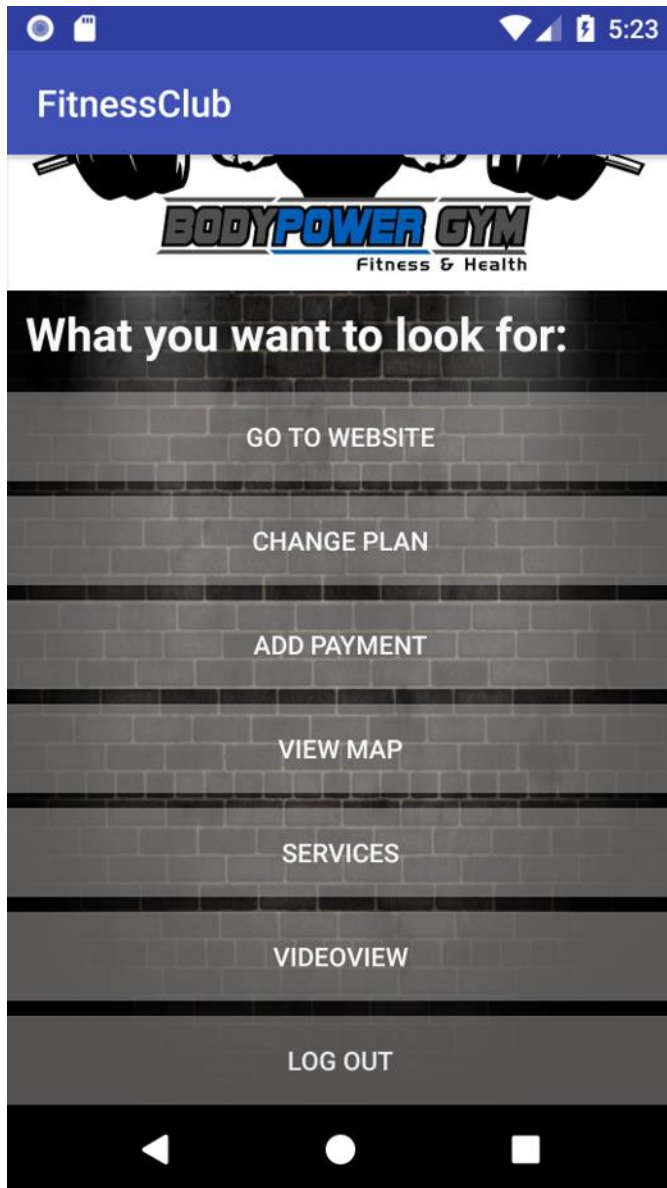 5:23
FitnessClub
BODYPOWER GYM
Fitness & Health
What you want to look for:
GO TO WEBSITE
CHANGE PLAN
ADD PAYMENT
VIEW MAP
SERVICES
VIDEOVIEW
LOG OUT